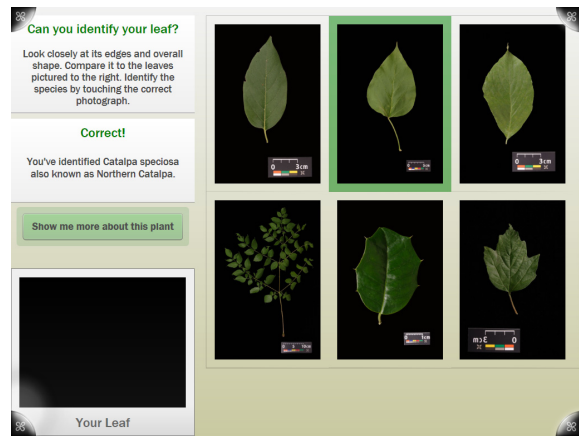 Can you identify your leaf?
Look closely at its edges and overall
shape. Compare it to the leaves
pictured to the right. Identify the
species by touching the correct
photograph.
Correct!
You've identified Catalpa speciosa
also known as Northern Catalpa.
Show me more about this plant
Your Leaf
0 3cm
0 3cm
1cm
0 3cm